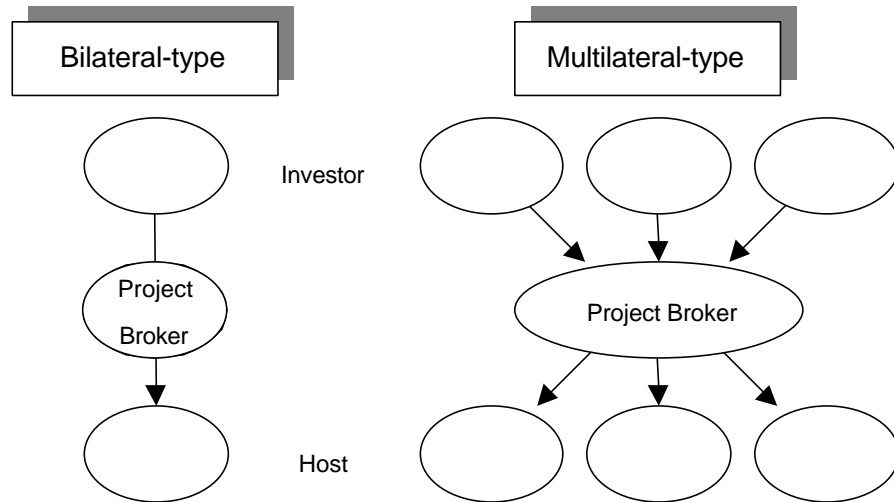 Bilateral-type
Multilateral-type
Investor
Project
Broker
Project Broker
Host